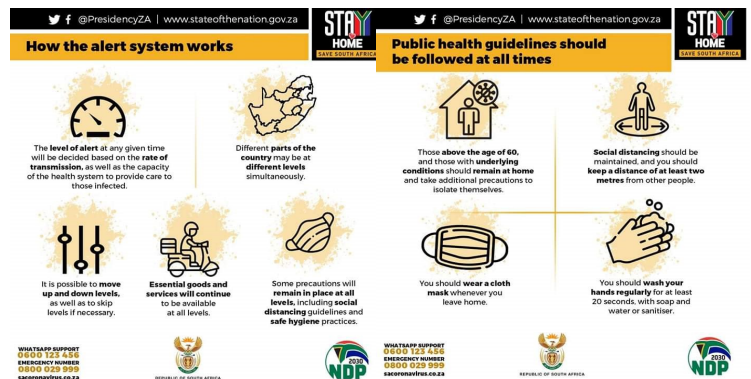 @PresidencyZA | www.stateofthenation.gov.za
STAY
HOME
SAVE SOUTH AFRICA
How the alert system works
The level of alert at any given time
will be decided based on the rate of
transmission, as well as the capacity
of the health system to provide care to
those infected.
Different parts of the
country may be at
different levels
simultaneously.
It is possible to move
up and down levels,
as well as to skip
levels if necessary.
Essential goods and
services will continue
to be available
at all levels.
Some precautions will
remain in place at all
levels, including social
distancing guidelines and
safe hygiene practices.
WHATSAPP SUPPORT
0600 123 456
EMERGENCY NUMBER
0800 029 999
sacoronavirus.co.za
REPUBLIC OF SOUTH AFRICA
2030
NDP
@PresidencyZA | www.stateofthenation.gov.za
STAY
HOME
SAVE SOUTH AFRICA
Public health guidelines should
be followed at all times
Those above the age of 60,
and those with underlying
conditions should remain at home
and take additional precautions to
isolate themselves.
Social distancing should be
maintained, and you should
keep a distance of at least two
metres from other people.
You should wear a cloth
mask whenever you
leave home.
You should wash your
hands regularly for at least
20 seconds, with soap and
water or sanitiser.
WHATSAPP SUPPORT
0600 123 456
EMERGENCY NUMBER
0800 029 999
sacoronavirus.co.za
REPUBLIC OF SOUTH AFRICA
2030
NDP